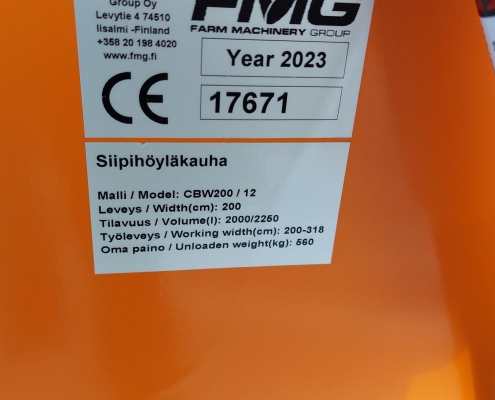 Group Oy
Levytie 4 74510
Iisalmi -Finland
+358 20 198 4020
www.fmg.fi
FMG
FARM MACHINERY GROUP
Year 2023
CE
17671
Siipihöyläkauha
Malli / Model: CBW200 / 12
Leveys / Width(cm): 200
Tilavuus / Volume(l): 2000/2250
Työleveys / Working width(cm): 200-318
Oma paino / Unloaden weight(kg): 560